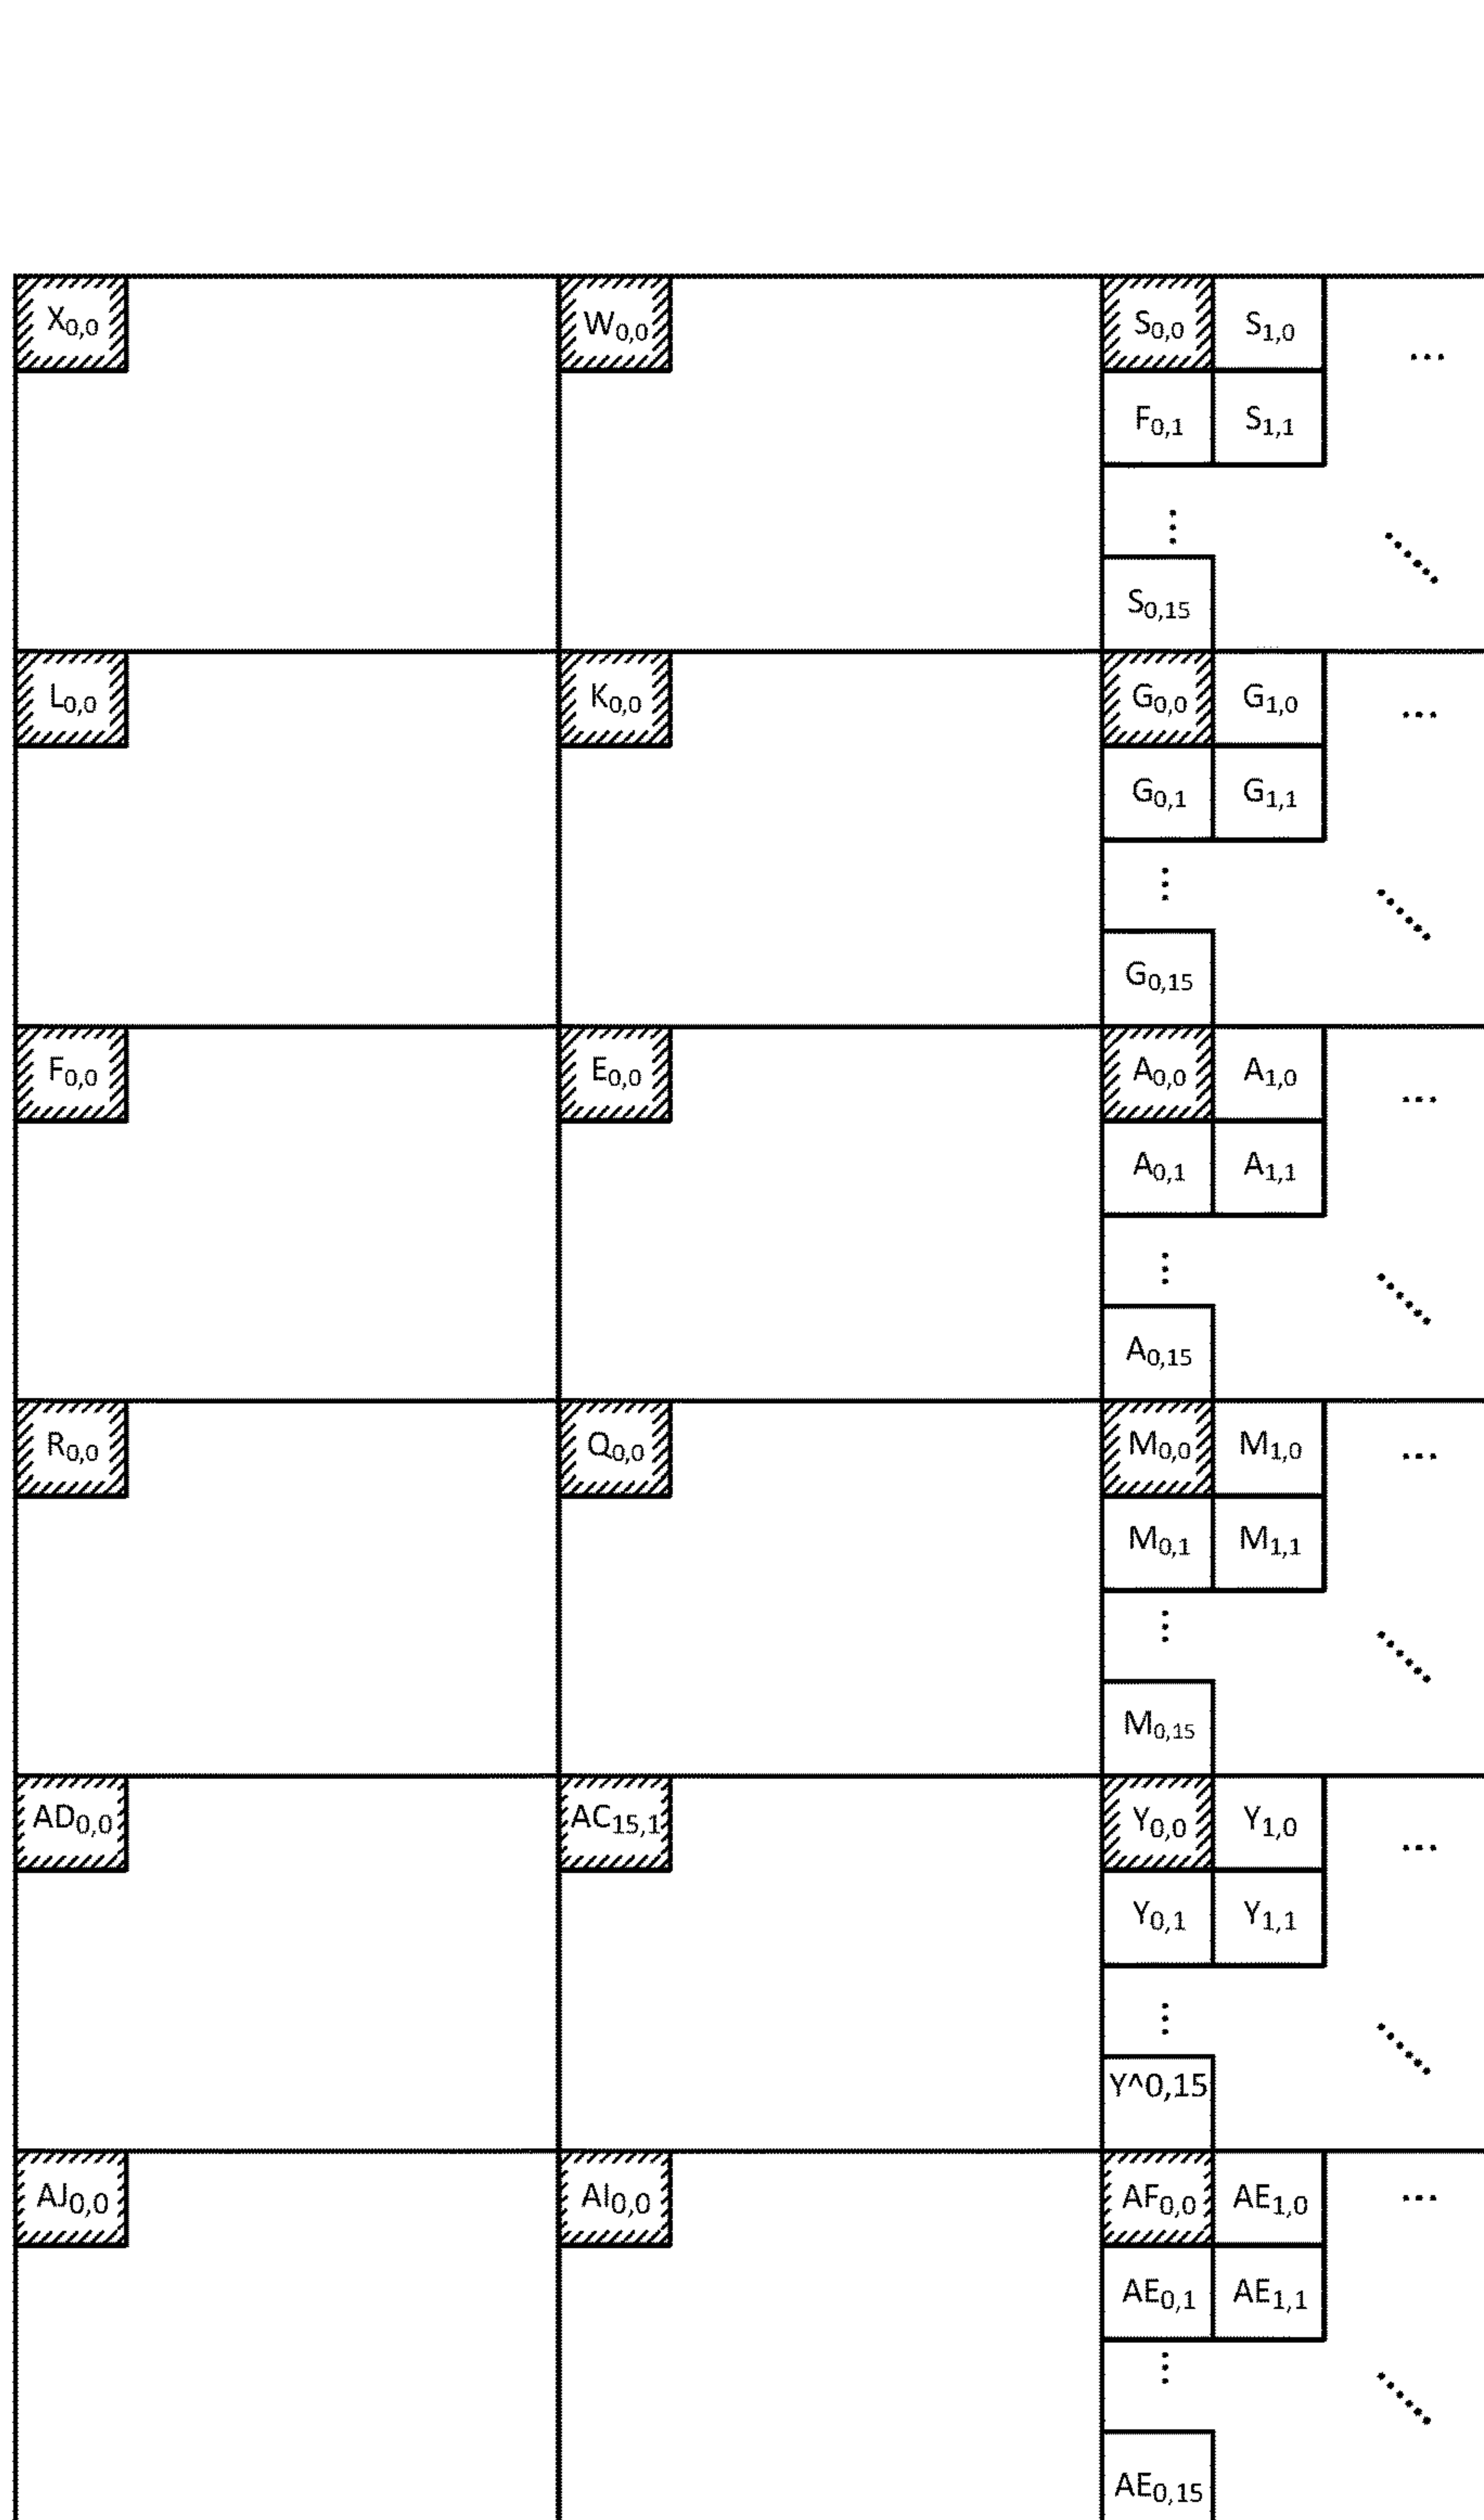 X0,0 W0,0 S0,0 S1,0 ...
F0,1 S1,1
S0,15
L0,0 K0,0 G0,0 G1,0 ...
G0,1 G1,1
G0,15
F0,0 E0,0 A0,0 A1,0 ...
A0,1 A1,1
A0,15
R0,0 Q0,0 M0,0 M1,0 ...
M0,1 M1,1
M0,15
AD0,0 AC15,1 Y0,0 Y1,0 ...
Y0,1 Y1,1
Y^0,15
AJ0,0 AI0,0 AF0,0 AE1,0 ...
AE0,1 AE1,1
AE0,15